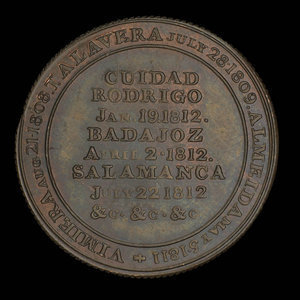 VIMIERA AUG. 21. 1808. TALAVERA JULY 28. 1809. ALMEIDA MAY 5. 1811
CUIDAD
RODRIGO
JAN. 19. 1812.
BADAJOZ
APRIL 2. 1812.
SALAMANCA
JULY 22 1812
&c. &c. &c